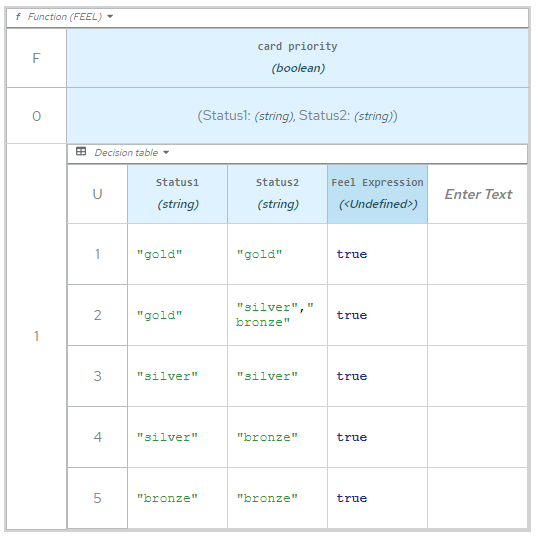 f Function (FEEL)
F
card priority
(boolean)
0
(Status1: (string), Status2: (string))
1
Decision table
U
Status1
(string)
Status2
(string)
Feel Expression
(<Undefined>)
Enter Text
1
"gold"
"gold"
true
2
"gold"
"silver","
bronze"
true
3
"silver"
"silver"
true
4
"silver"
"bronze"
true
5
"bronze"
"bronze"
true